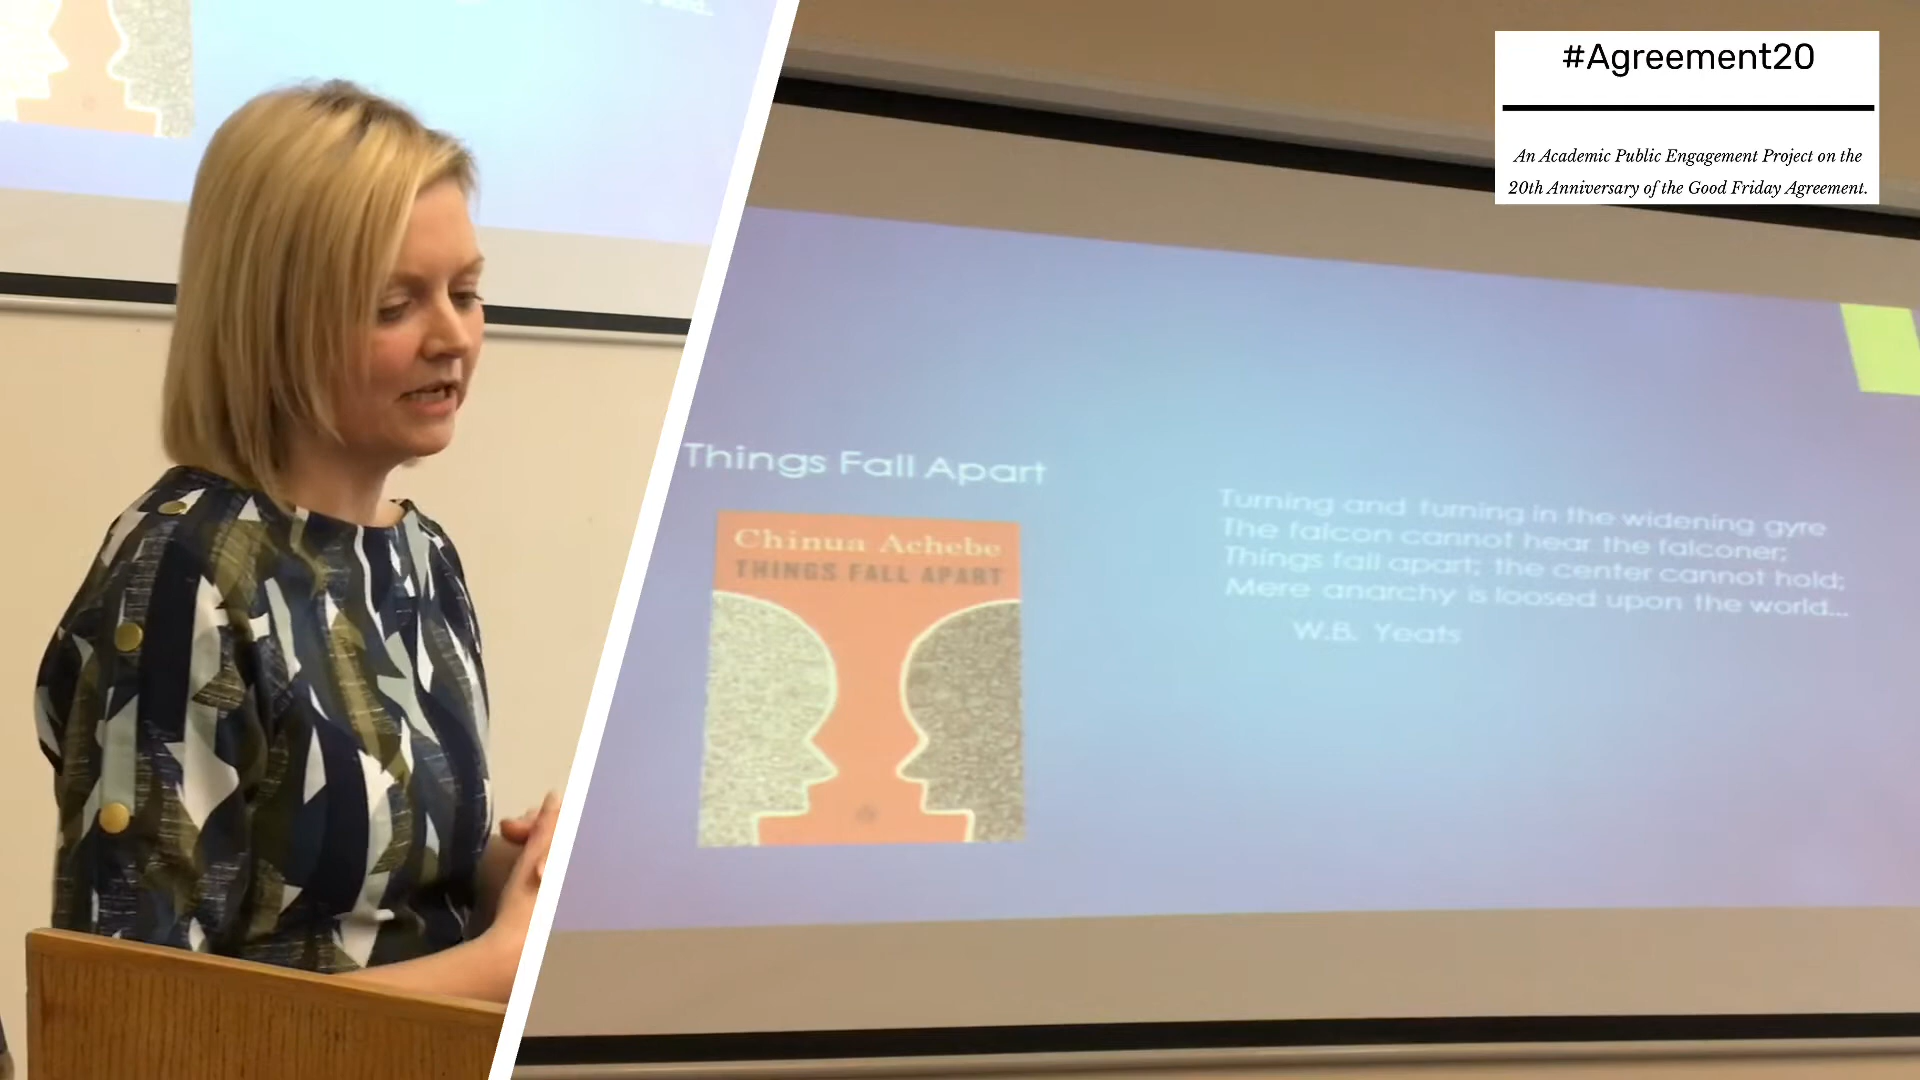 #Agreement20
An Academic Public Engagement Project on the
20th Anniversary of the Good Friday Agreement.
Things Fall Apart
Chinua Achebe
THINGS FALL APART
Turning and turning in the widening gyre
The falcon cannot hear the falconer;
Things fall apart; the center cannot hold;
Mere anarchy is loosed upon the world...
W.B. Yeats